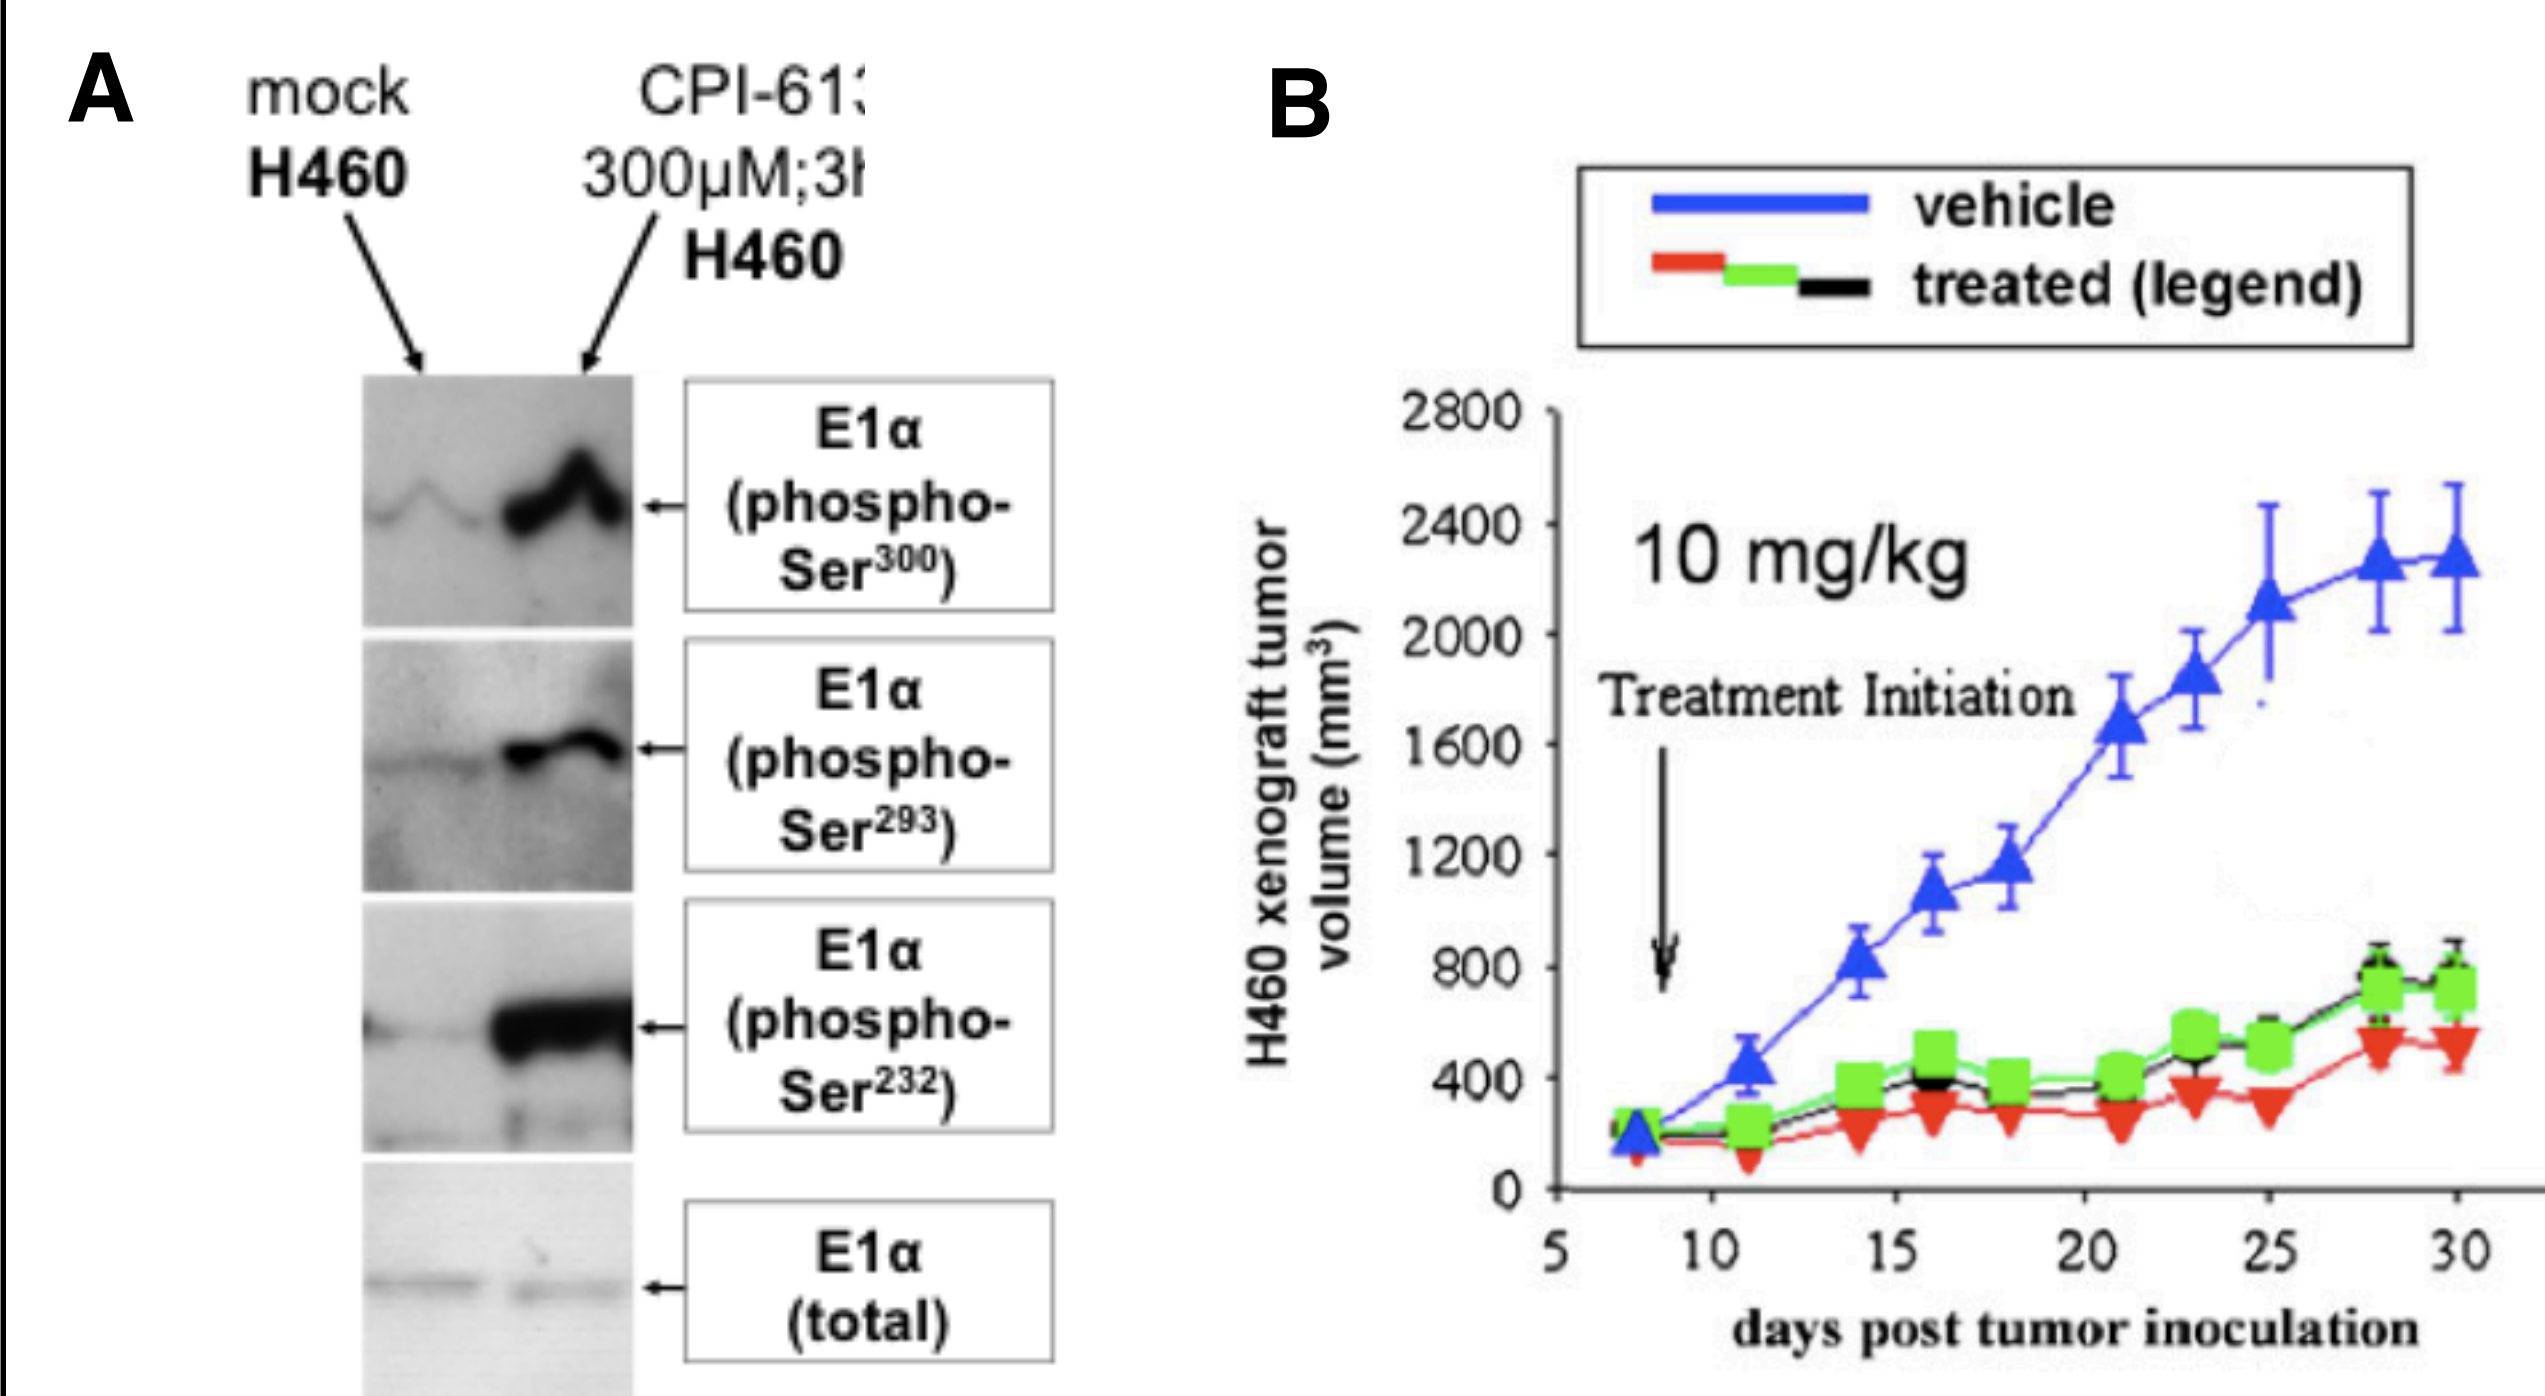 A
mock
H460
CPI-613
300µM;3h
H460
E1α
(phospho-
Ser³⁰⁰)
E1α
(phospho-
Ser²⁹³)
E1α
(phospho-
Ser²³²)
E1α
(total)
B
vehicle
treated (legend)
H460 xenograft tumor
volume (mm³)
2800
2400
2000
1600
1200
800
400
0
10 mg/kg
Treatment Initiation
5 10 15 20 25 30
days post tumor inoculation